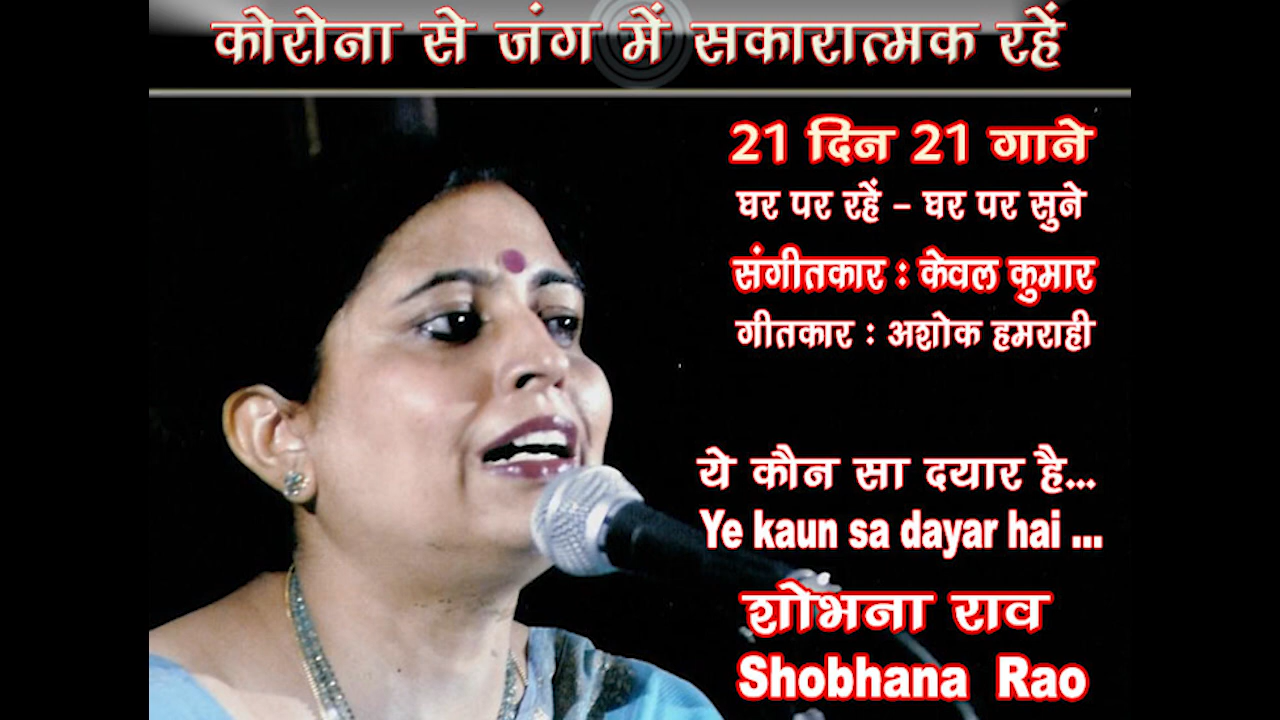 कोरोना से जंग में सकारात्मक रहें
21 दिन 21 गाने
घर पर रहें - घर पर सुने
संगीतकार : केवल कुमार
गीतकार : अशोक हमराही
ये कौन सा दयार है...
Ye kaun sa dayar hai ...
शोभना राव
Shobhana Rao